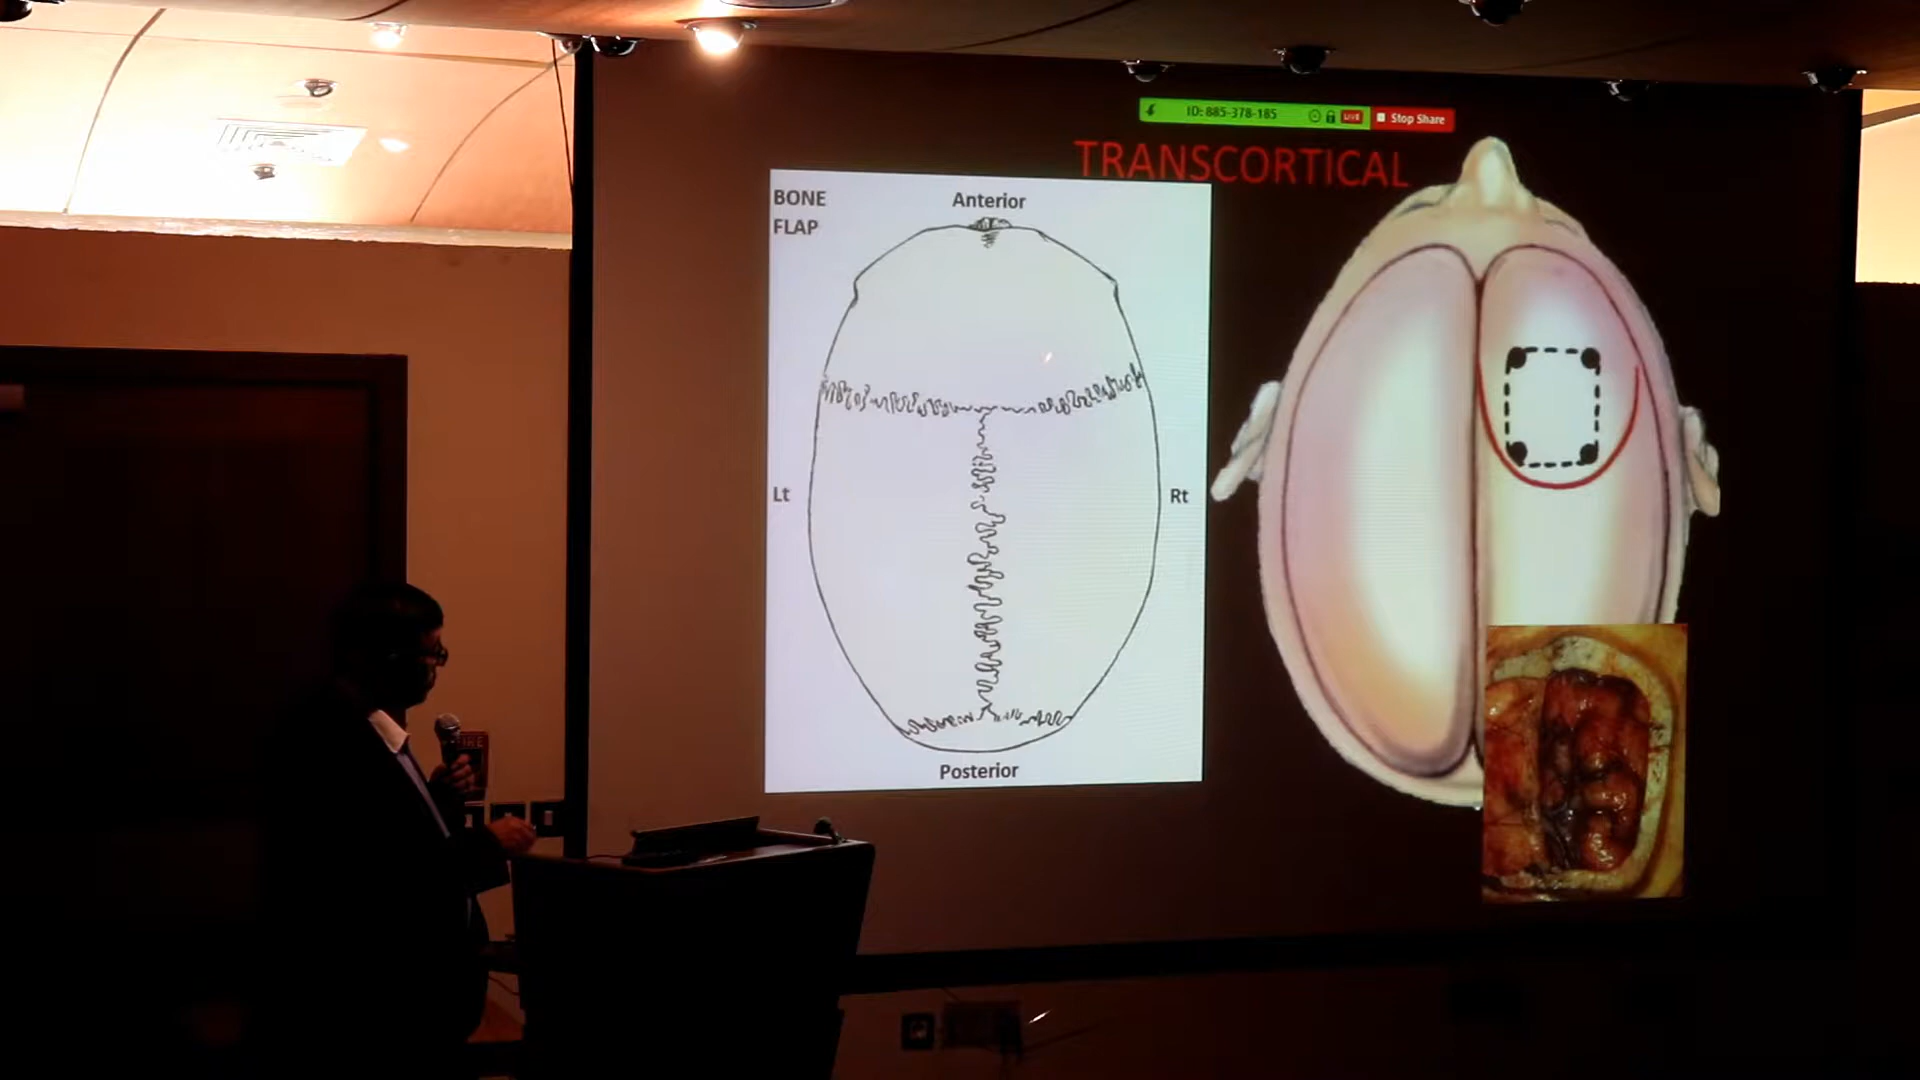 ID: 885-378-185 LIVE Stop Share
TRANSCORTICAL
BONE
FLAP
Anterior
Lt
Rt
Posterior